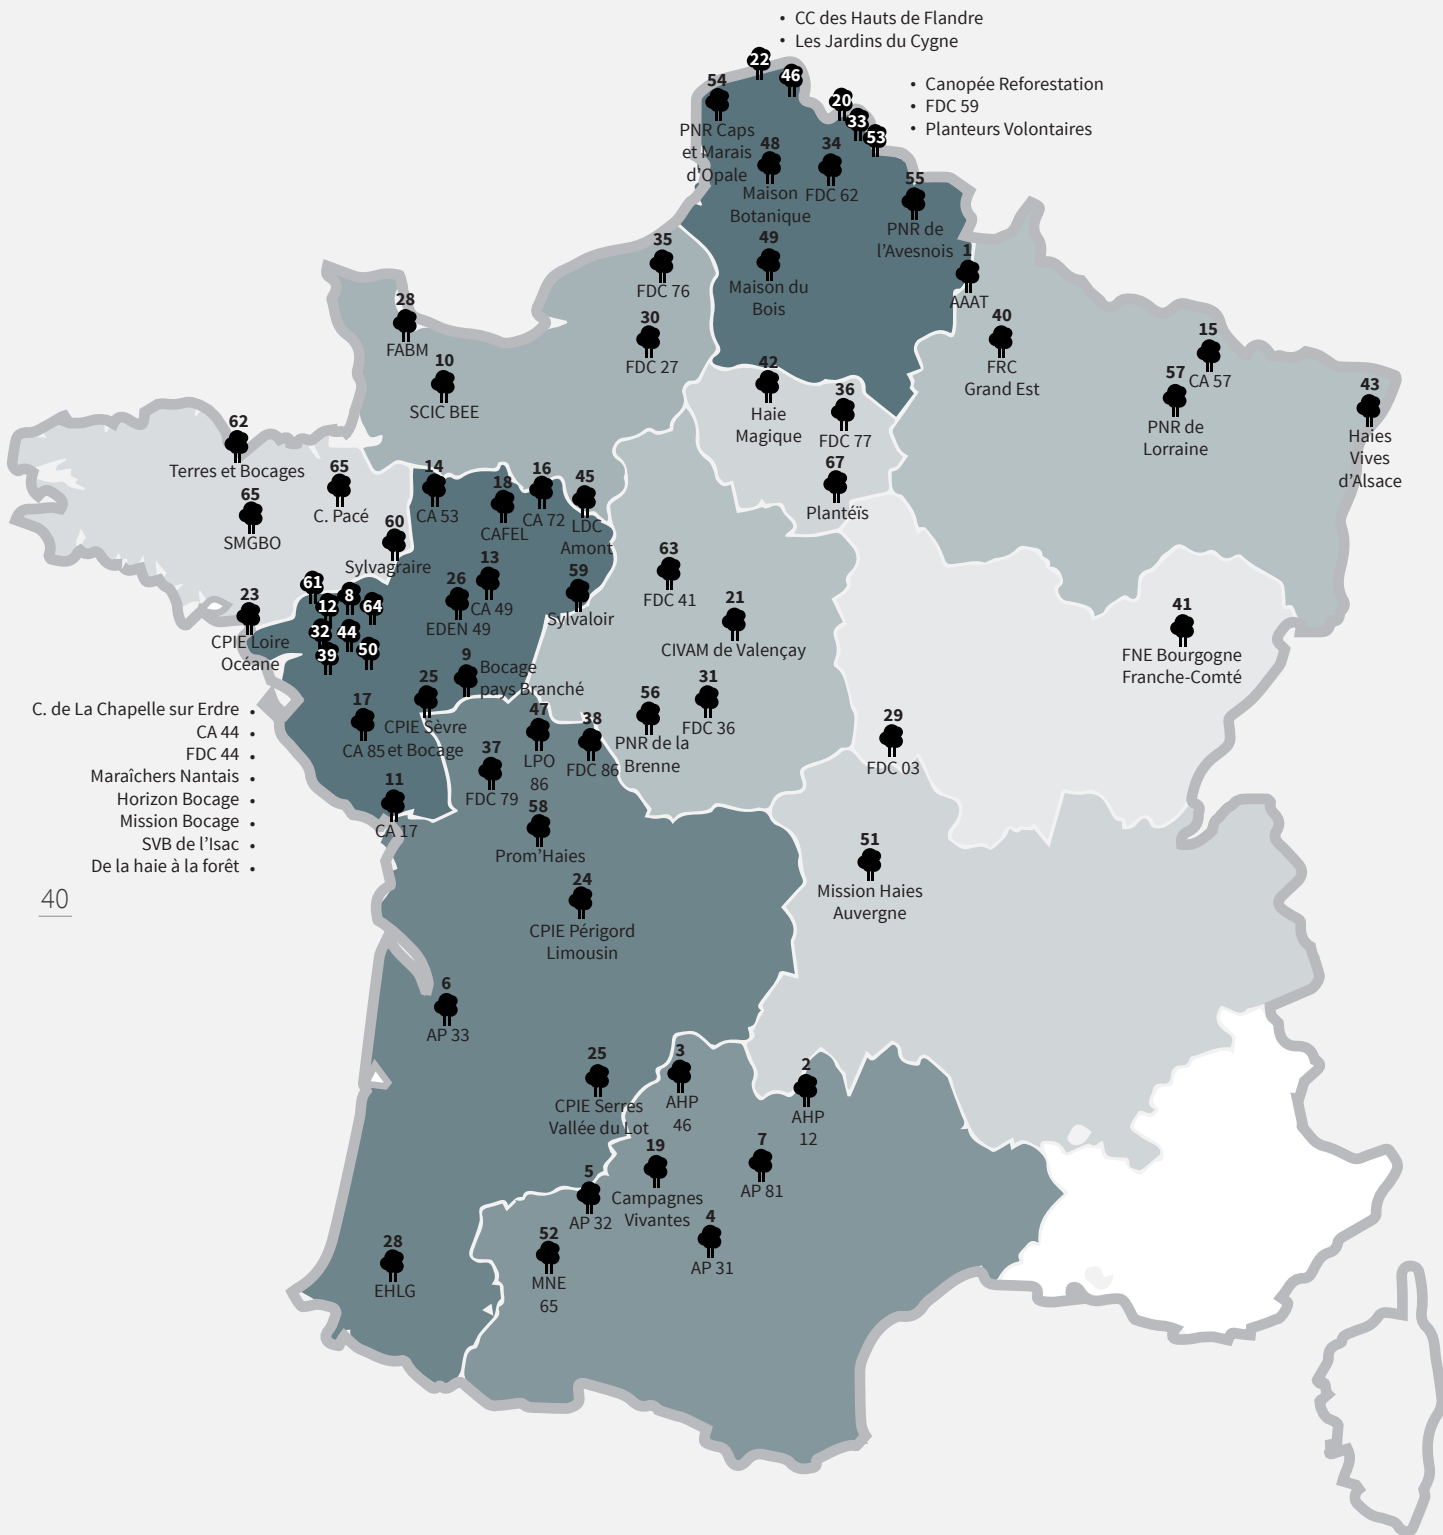 • CC des Hauts de Flandre
• Les Jardins du Cygne
22
46
54
PNR Caps
et Marais
d'Opale
• Canopée Reforestation
• FDC 59
• Planteurs Volontaires
20
33
53
48
Maison
Botanique
34
FDC 62
55
PNR de
l'Avesnois
49
Maison du
Bois
1
AAAT
35
FDC 76
30
FDC 27
28
FABM
10
SCIC BEE
40
FRC
Grand Est
15
CA 57
57
PNR de
Lorraine
43
Haies
Vives
d'Alsace
42
Haie
Magique
36
FDC 77
67
Plantéïs
62
Terres et Bocages
65
C. Pacé
65
SMGBO
60
Sylvagraire
14
CA 53
18
CAFEL
16
CA 72
45
LDC
Amont
13
CA 49
26
EDEN 49
59
Sylvaloir
63
FDC 41
21
CIVAM de Valençay
31
FDC 36
56
PNR de la
Brenne
41
FNE Bourgogne
Franche-Comté
29
FDC 03
23
CPIE Loire
Océane
61
12
8
64
32
44
39
50
9
Bocage
pays Branché
25
CPIE Sèvre
et Bocage
17
CA 85
11
CA 17
C. de La Chapelle sur Erdre •
CA 44 •
FDC 44 •
Maraîchers Nantais •
Horizon Bocage •
Mission Bocage •
SVB de l'Isac •
De la haie à la forêt •
40
47
LPO
86
38
FDC 86
37
FDC 79
58
Prom'Haies
24
CPIE Périgord
Limousin
51
Mission Haies
Auvergne
6
AP 33
25
CPIE Serres
Vallée du Lot
3
AHP
46
2
AHP
12
7
AP 81
19
Campagnes
Vivantes
5
AP 32
4
AP 31
52
MNE
65
28
EHLG